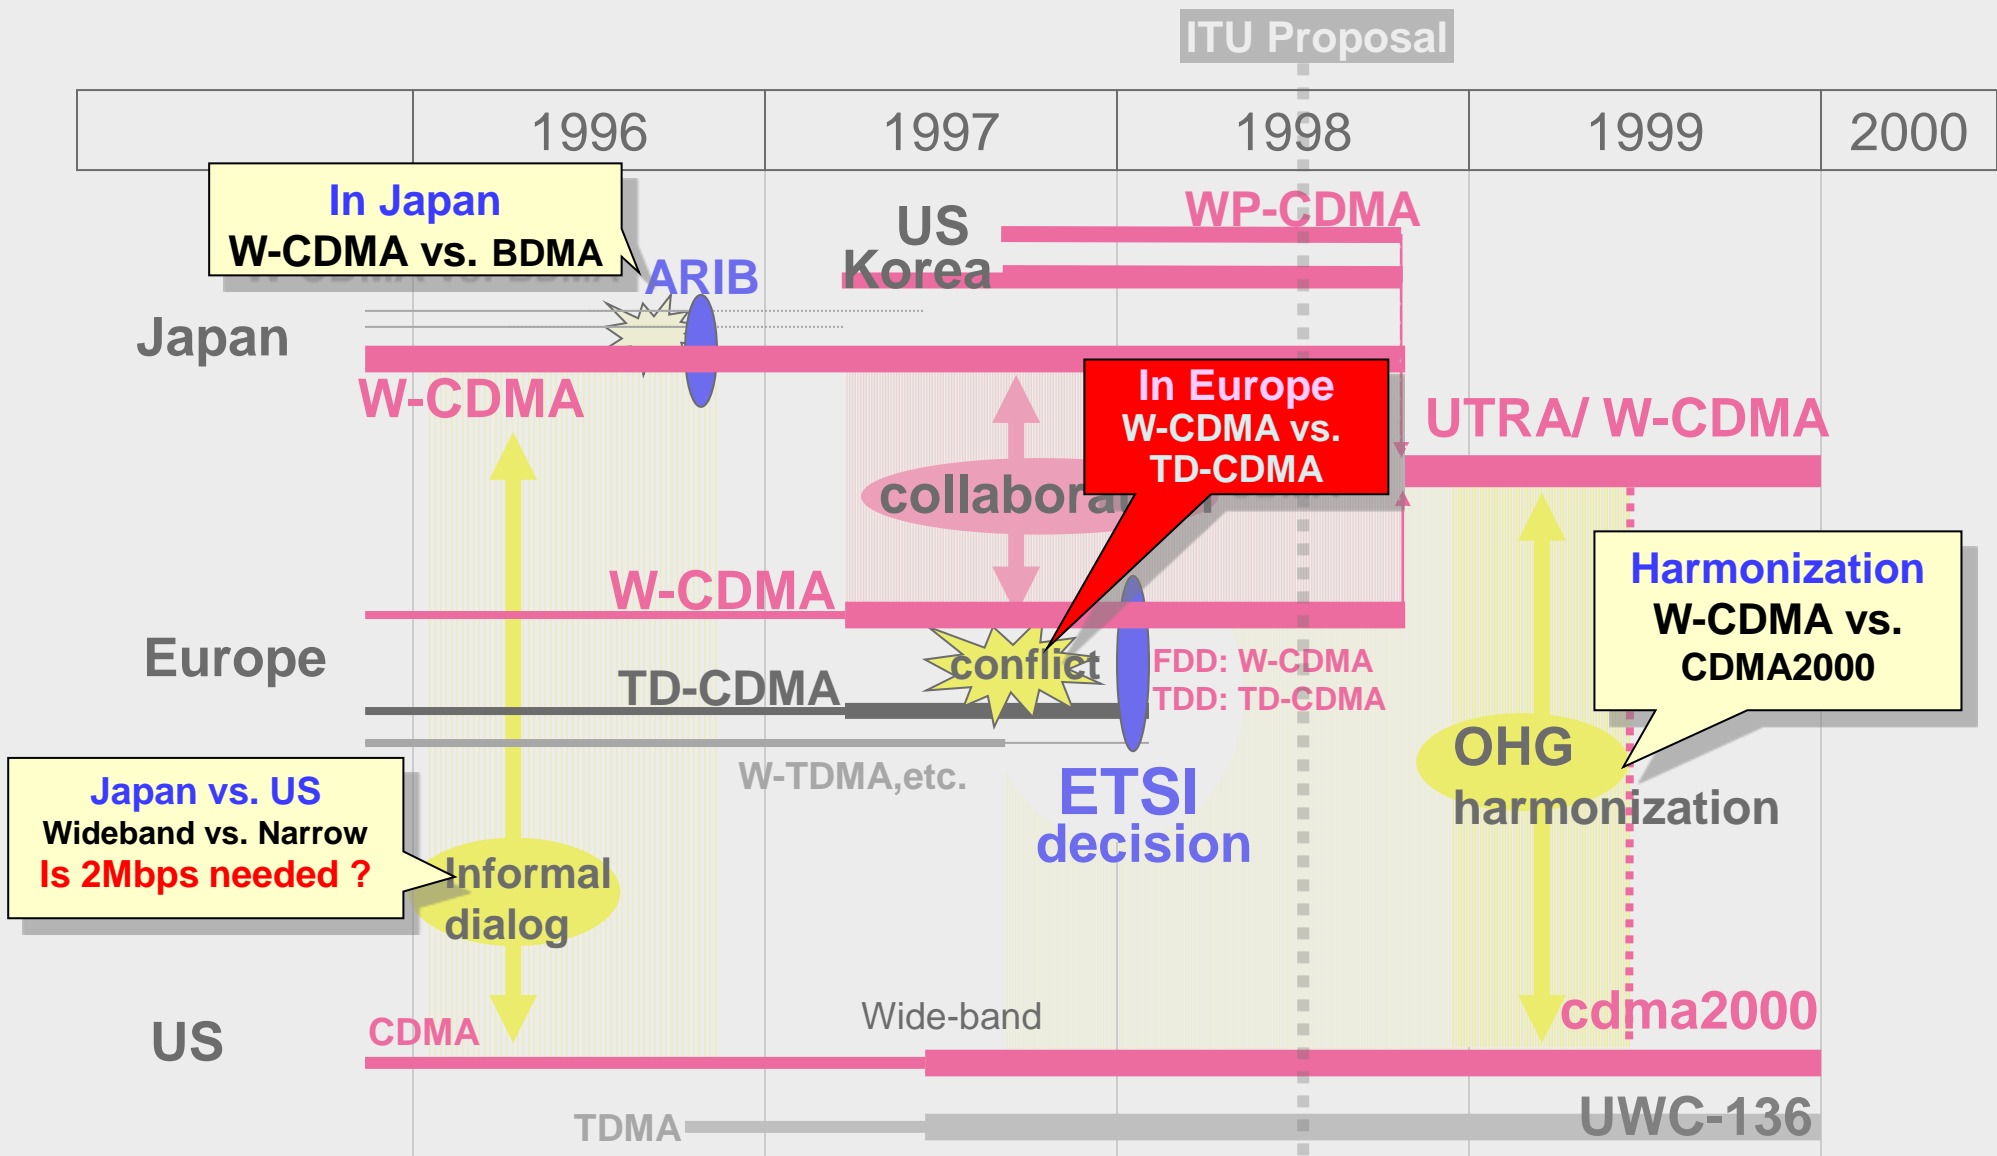 ITU Proposal
1996
1997
1998
1999
2000
In Japan
W-CDMA vs. BDMA
US
WP-CDMA
Korea
ARIB
Japan
W-CDMA
In Europe
W-CDMA vs.
TD-CDMA
UTRA/ W-CDMA
W-CDMA
Europe
conflict
FDD: W-CDMA
TDD: TD-CDMA
TD-CDMA
Harmonization
W-CDMA vs.
CDMA2000
W-TDMA,etc.
ETSI
decision
OHG
harmonization
Japan vs. US
Wideband vs. Narrow
Is 2Mbps needed ?
Informal
dialog
Wide-band
cdma2000
US
CDMA
TDMA
UWC-136